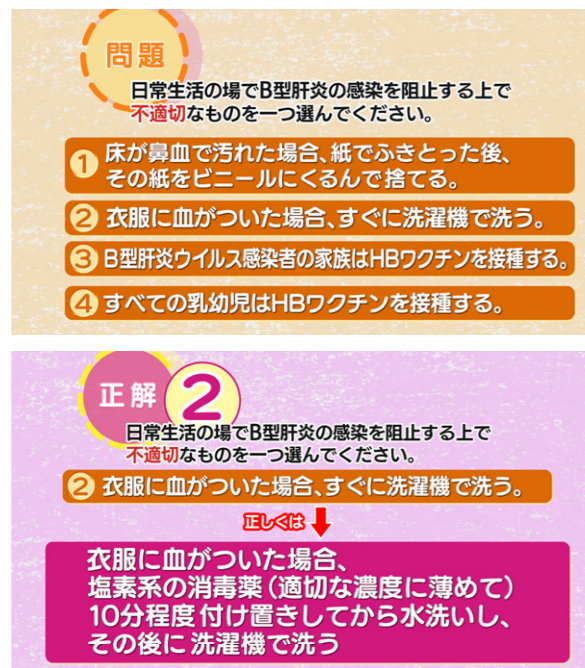 問題
日常生活の場でB型肝炎の感染を阻止する上で
不適切なものを一つ選んでください。
1 床が鼻血で汚れた場合、紙でふきとった後、
その紙をビニールにくるんで捨てる。
2 衣服に血がついた場合、すぐに洗濯機で洗う。
3 B型肝炎ウイルス感染者の家族はHBワクチンを接種する。
4 すべての乳幼児はHBワクチンを接種する。
正解 2
日常生活の場でB型肝炎の感染を阻止する上で
不適切なものを一つ選んでください。
2 衣服に血がついた場合、すぐに洗濯機で洗う。
正しくは
衣服に血がついた場合、
塩素系の消毒薬(適切な濃度に薄めて)
10分程度付け置きしてから水洗いし、
その後に洗濯機で洗う